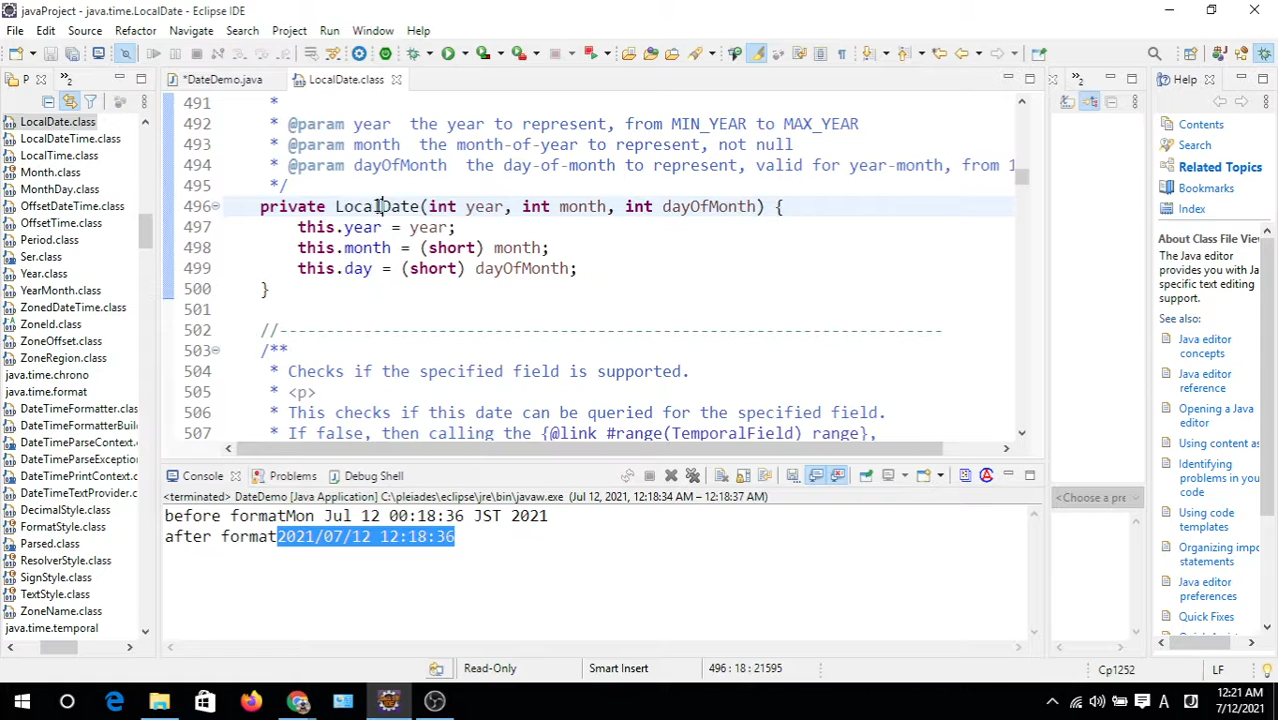 javaProject - java.time.LocalDate - Eclipse IDE
File Edit Source Refactor Navigate Search Project Run Window Help
P
*DateDemo.java
LocalDate.class
Help
LocalDate.class
LocalDateTime.class
LocalTime.class
Month.class
MonthDay.class
OffsetDateTime.class
OffsetTime.class
Period.class
Ser.class
Year.class
YearMonth.class
ZonedDateTime.class
ZoneId.class
ZoneOffset.class
ZoneRegion.class
java.time.chrono
java.time.format
DateTimeFormatter.clas
DateTimeFormatterBuil
DateTimeParseContext.c
DateTimeParseException
DateTimePrintContext.c
DateTimeTextProvider.c
DecimalStyle.class
FormatStyle.class
Parsed.class
ResolverStyle.class
SignStyle.class
TextStyle.class
ZoneName.class
java.time.temporal
491 *
492 * @param year  the year to represent, from MIN_YEAR to MAX_YEAR
493 * @param month  the month-of-year to represent, not null
494 * @param dayOfMonth  the day-of-month to represent, valid for year-month, from 1
495 */
496 private LocalDate(int year, int month, int dayOfMonth) {
497 this.year = year;
498 this.month = (short) month;
499 this.day = (short) dayOfMonth;
500 }
501
502 //-----------------------------------------------------------------------
503 /**
504 * Checks if the specified field is supported.
505 * <p>
506 * This checks if this date can be queried for the specified field.
507 * If false, then calling the {@link #range(TemporalField) range},
Console Problems Debug Shell
<terminated> DateDemo [Java Application] C:\pleiades\eclipse\jre\bin\javaw.exe (Jul 12, 2021, 12:18:34 AM – 12:18:37 AM)
before formatMon Jul 12 00:18:36 JST 2021
after format2021/07/12 12:18:36
<Choose a pre
Contents
Search
Related Topics
Bookmarks
Index
About Class File View
The Java editor
provides you with Ja
specific text editing
support.
See also:
Java editor
concepts
Java editor
reference
Opening a Java
editor
Using content as
Identifying
problems in your
code
Using code
templates
Organizing impo
statements
Java editor
preferences
Quick Fixes
Read-Only
Smart Insert
496 : 18 : 21595
Cp1252
LF
A
12:21 AM
7/12/2021